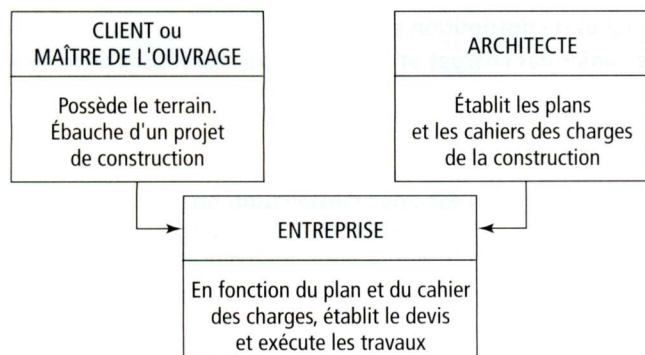 CLIENT ou
MAÎTRE DE L'OUVRAGE
Possède le terrain.
Ébauche d'un projet
de construction
ARCHITECTE
Établit les plans
et les cahiers des charges
de la construction
ENTREPRISE
En fonction du plan et du cahier
des charges, établit le devis
et exécute les travaux